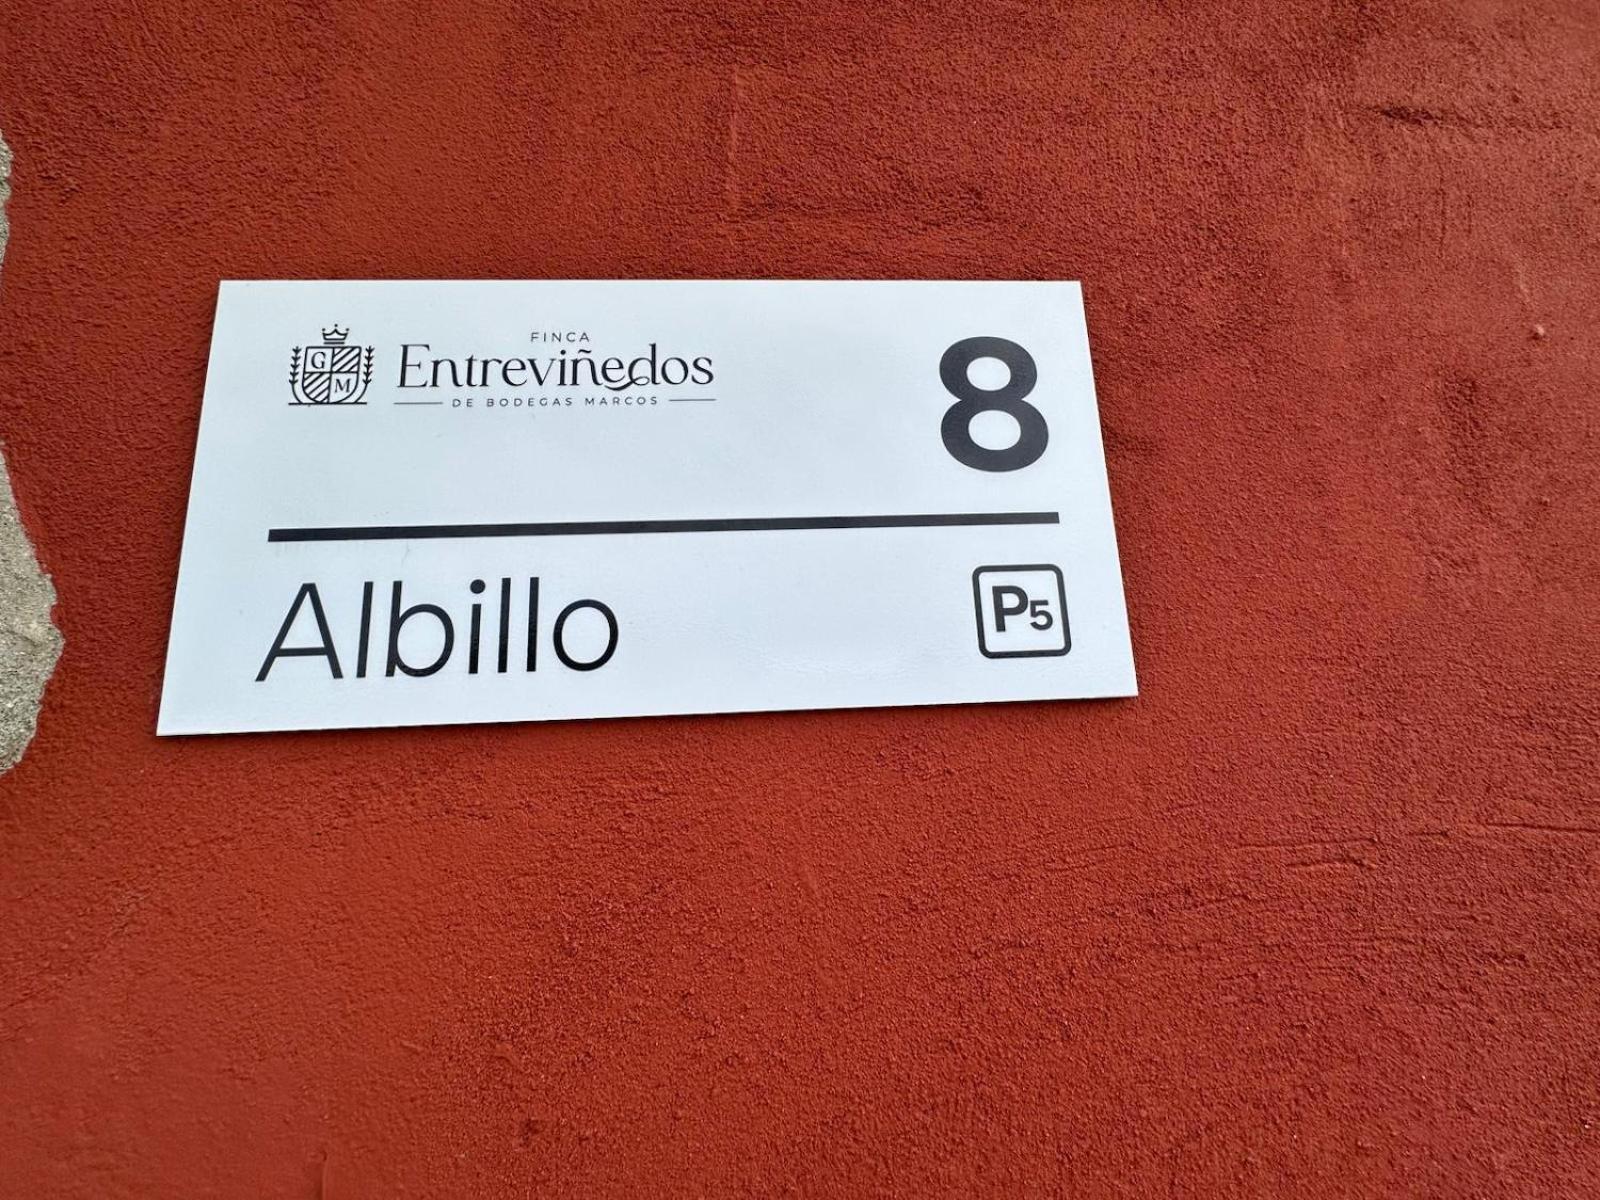 G
M
FINCA
Entreviñedos
DE BODEGAS MARCOS
8
Albillo
P5